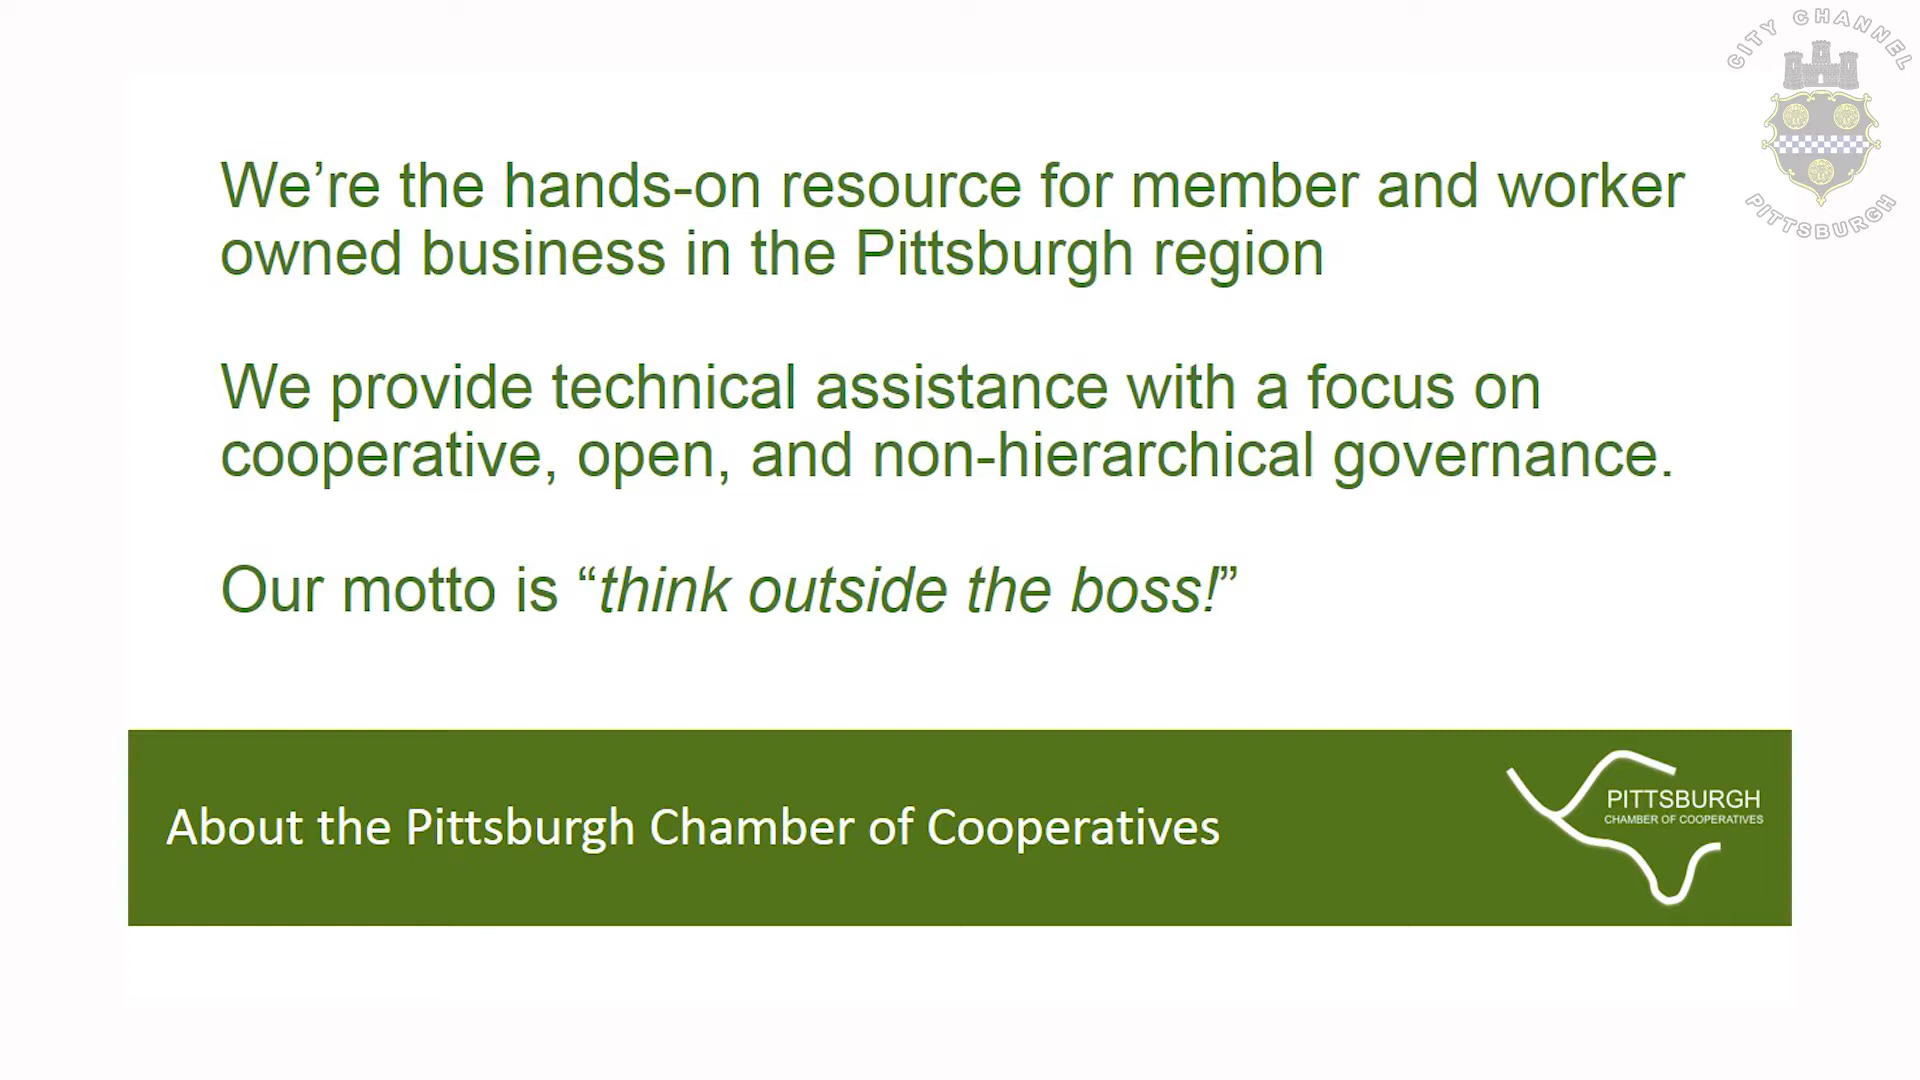 CITY CHANNEL
PITTSBURGH
We’re the hands-on resource for member and worker
owned business in the Pittsburgh region
We provide technical assistance with a focus on
cooperative, open, and non-hierarchical governance.
Our motto is “think outside the boss!”
About the Pittsburgh Chamber of Cooperatives
PITTSBURGH
CHAMBER OF COOPERATIVES